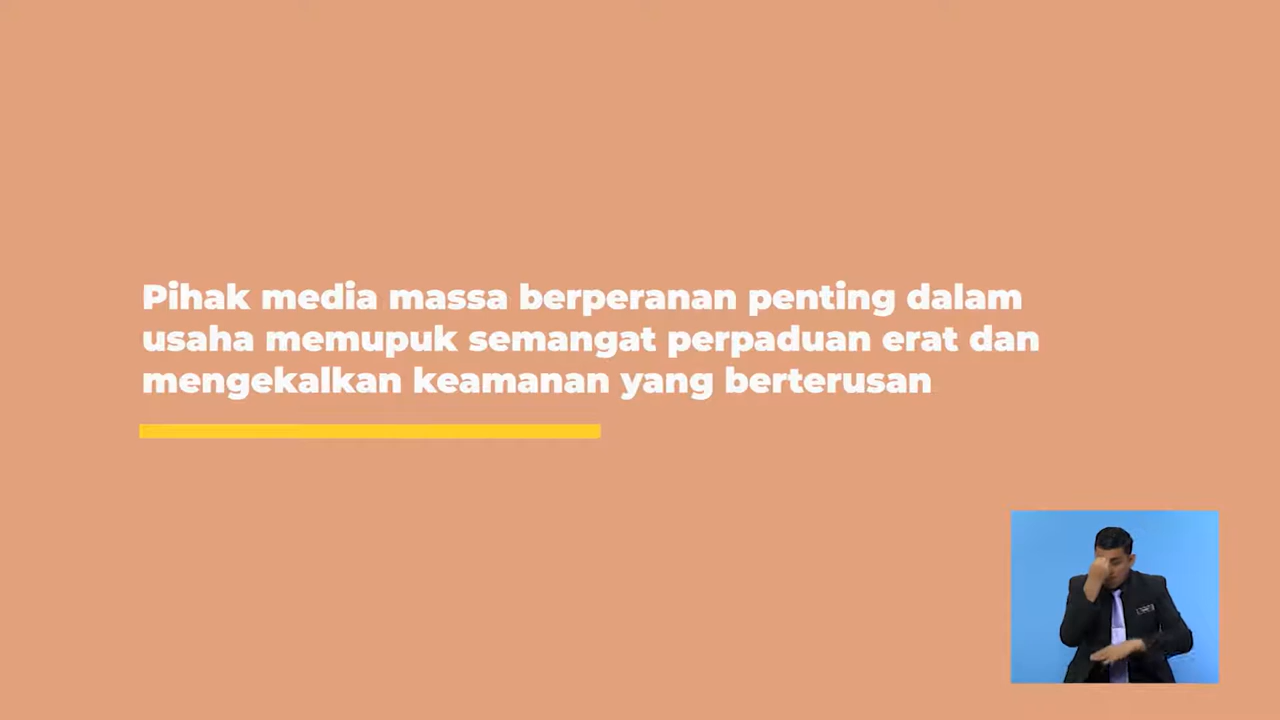 Pihak media massa berperanan penting dalam
usaha memupuk semangat perpaduan erat dan
mengekalkan keamanan yang berterusan